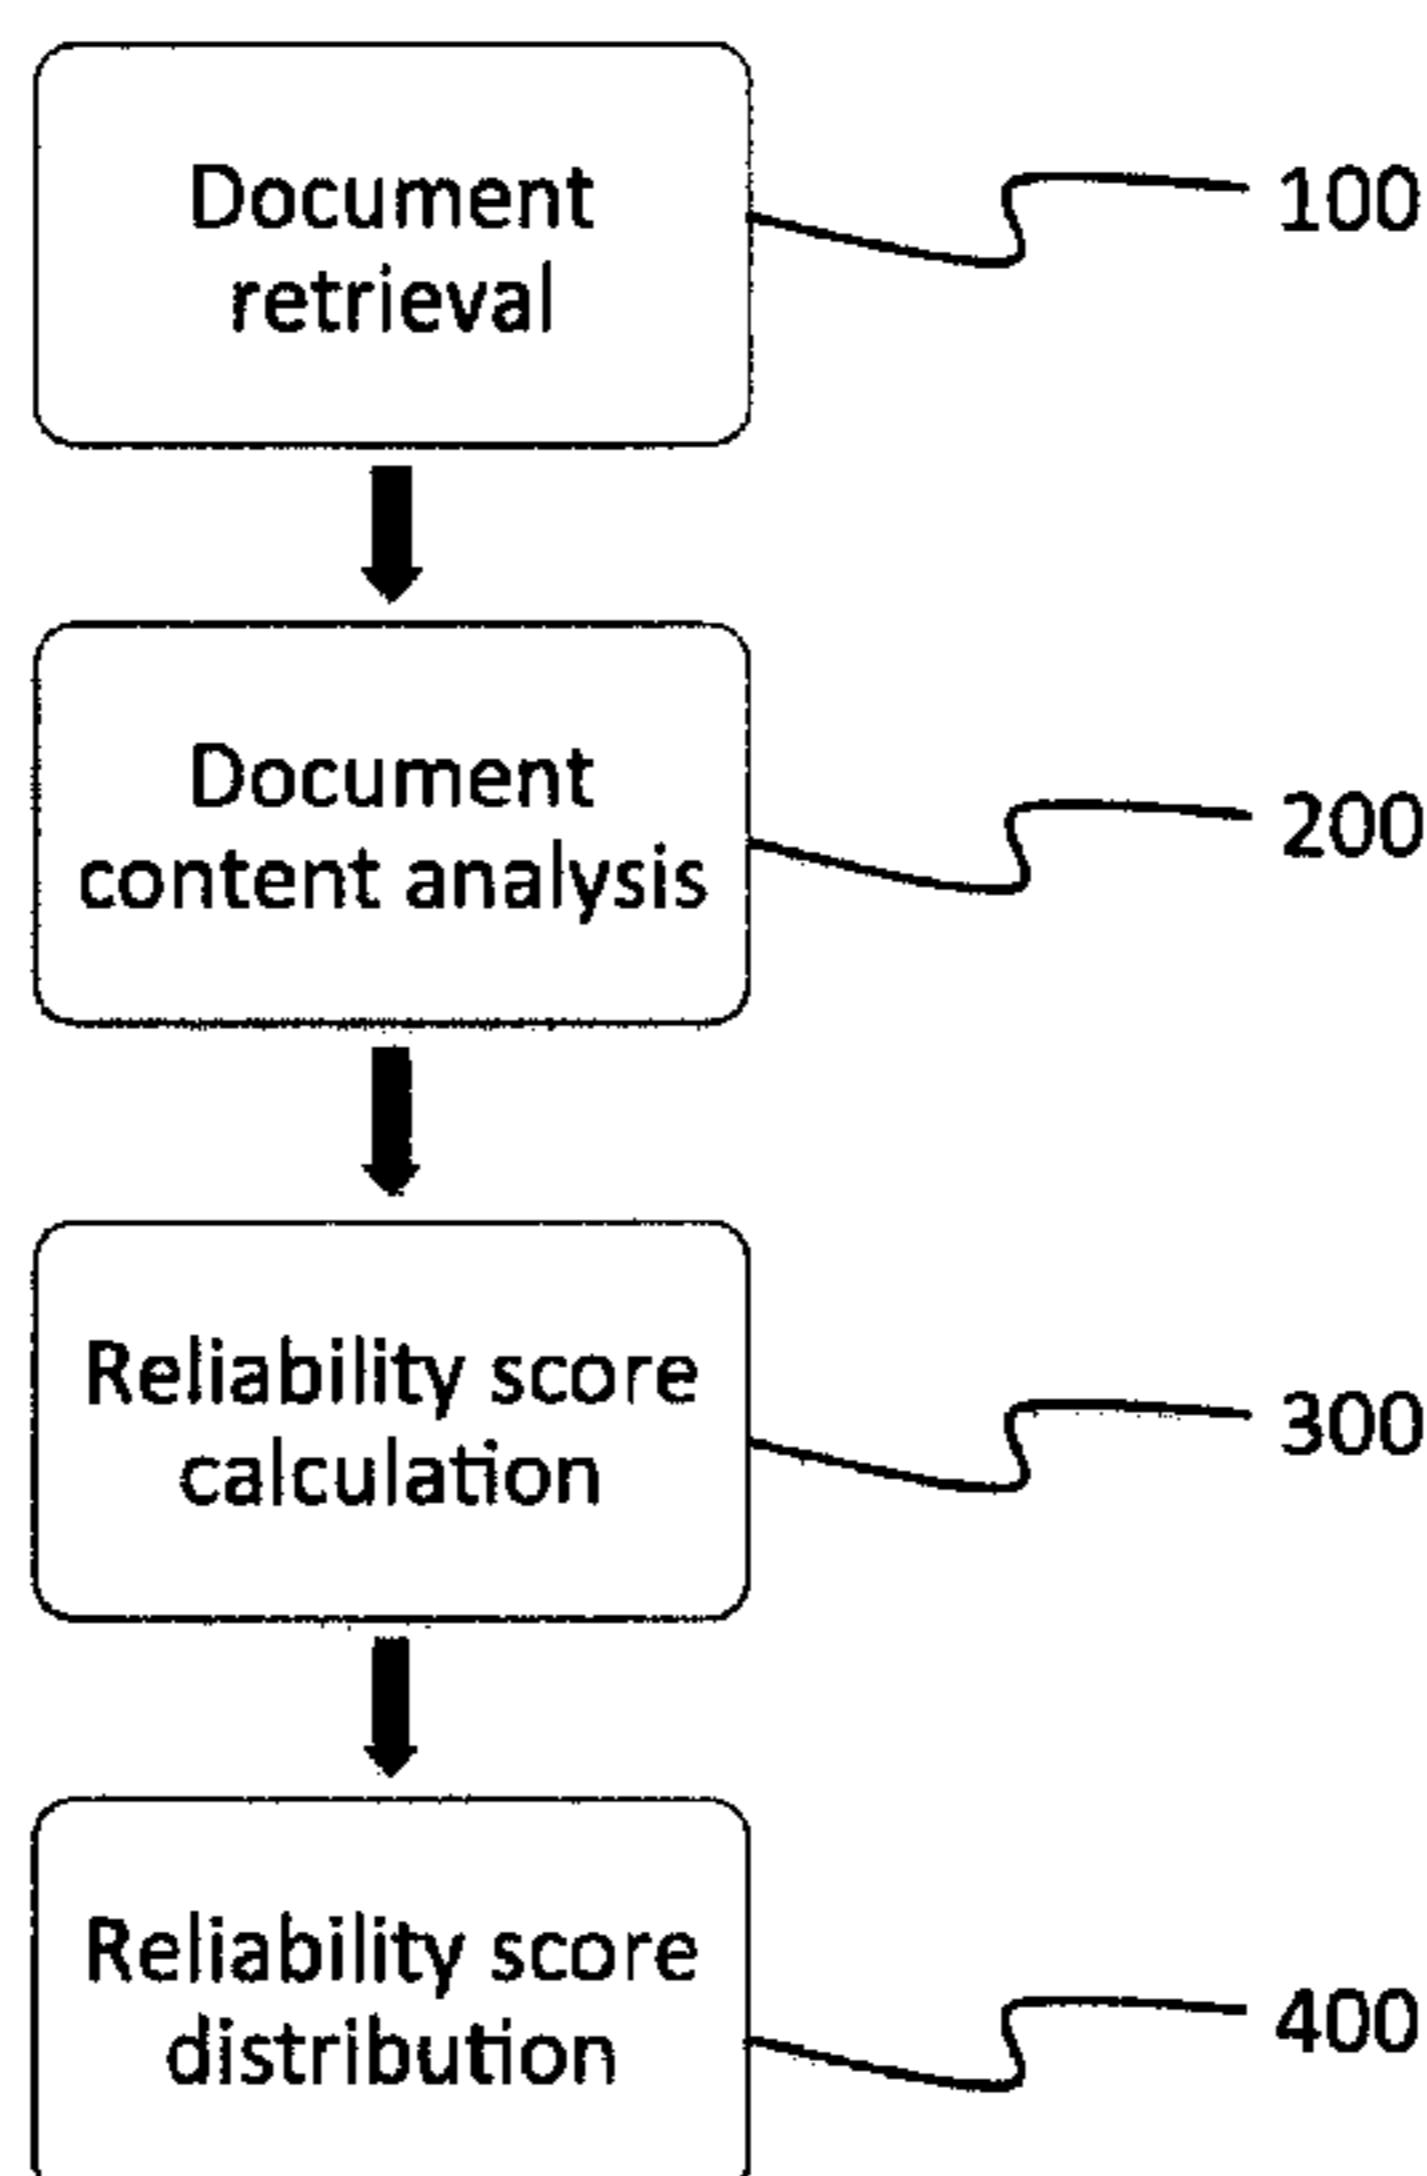 Document
retrieval
100
Document
content analysis
200
Reliability score
calculation
300
Reliability score
distribution
400